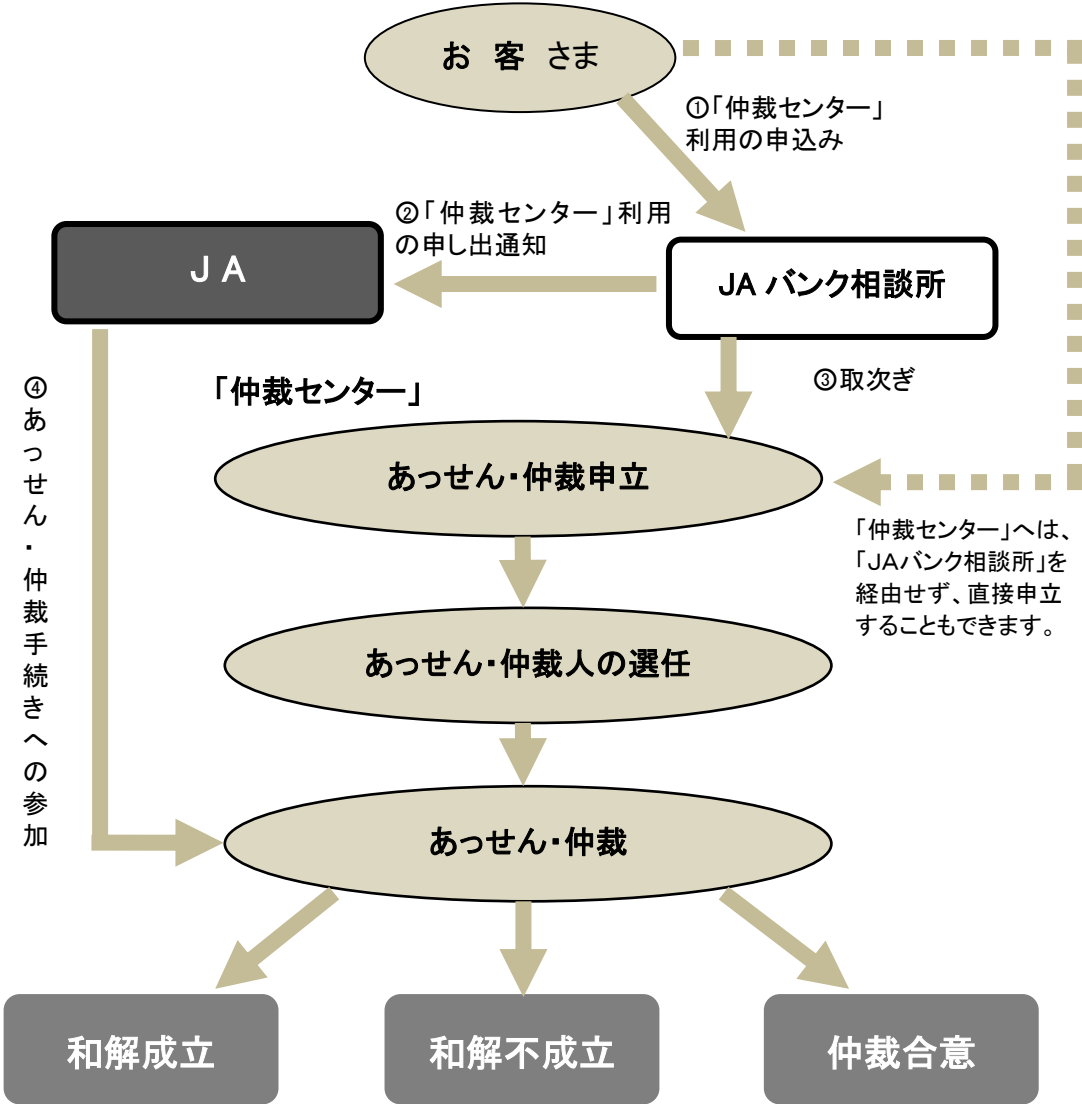 お 客 さま
①「仲裁センター」
利用の申込み
②「仲裁センター」利用
の申し出通知
ＪＡ
JA バンク相談所
③取次ぎ
④あっせん・仲裁手続きへの参加
「仲裁センター」
あっせん・仲裁申立
「仲裁センター」へは、
「ＪＡバンク相談所」を
経由せず、直接申立
することもできます。
あっせん・仲裁人の選任
あっせん・仲裁
和解成立
和解不成立
仲裁合意